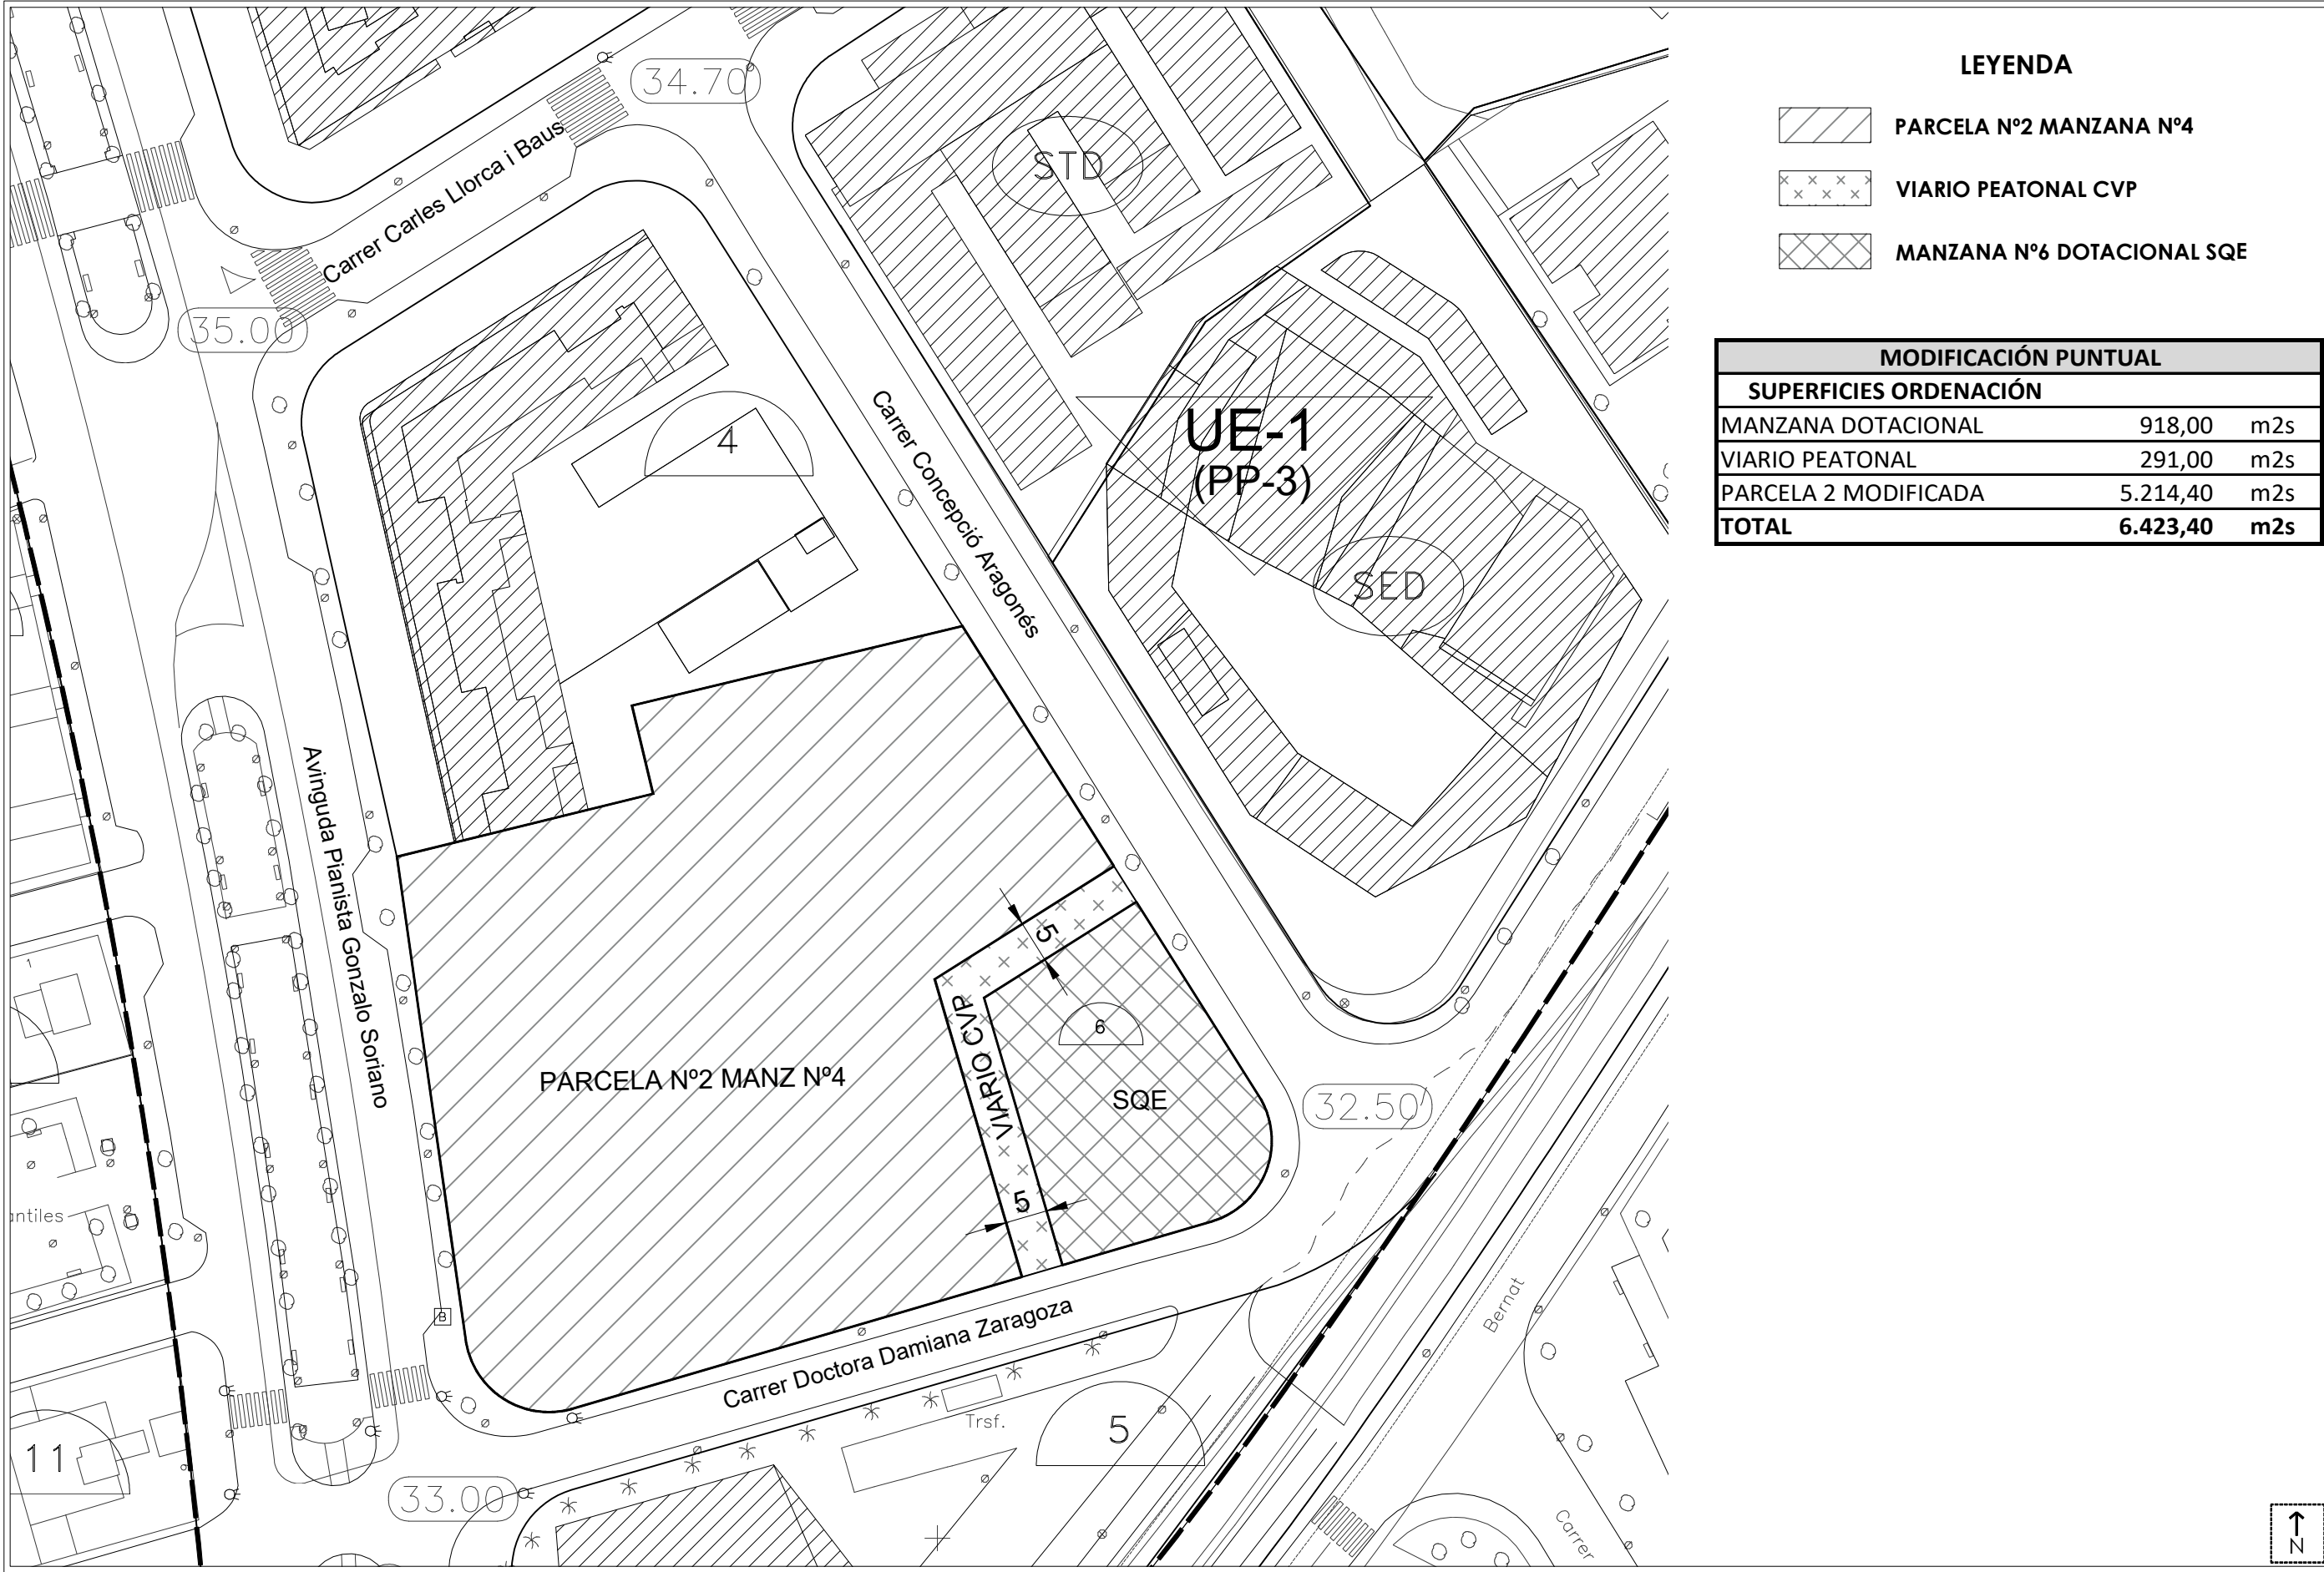 LEYENDA
PARCELA Nº2 MANZANA Nº4
VIARIO PEATONAL CVP
MANZANA Nº6 DOTACIONAL SQE
MODIFICACIÓN PUNTUAL
SUPERFICIES ORDENACIÓN
MANZANA DOTACIONAL 918,00 m2s
VIARIO PEATONAL 291,00 m2s
PARCELA 2 MODIFICADA 5.214,40 m2s
TOTAL 6.423,40 m2s
34.70
STD
Carrer Carles Llorca i Baus
35.00
4
Carrer Concepció Aragonés
UE-1
(PP-3)
SED
Avinguda Pianista Gonzalo Soriano
1
5
VIARIO CVP
6
PARCELA Nº2 MANZ Nº4
SQE
32.50
5
antiles
B
Carrer Doctora Damiana Zaragoza
Bernat
Trsf.
5
11
33.00
Carrer
N